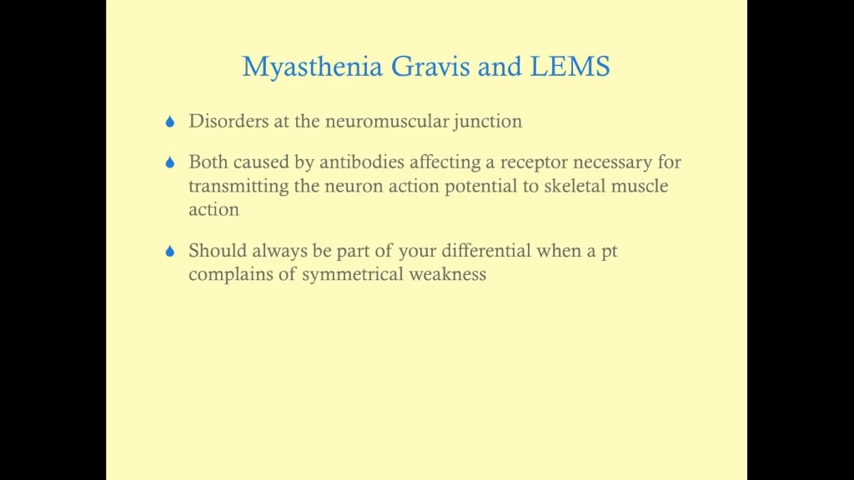 Myasthenia Gravis and LEMS
Disorders at the neuromuscular junction
Both caused by antibodies affecting a receptor necessary for
transmitting the neuron action potential to skeletal muscle
action
Should always be part of your differential when a pt
complains of symmetrical weakness